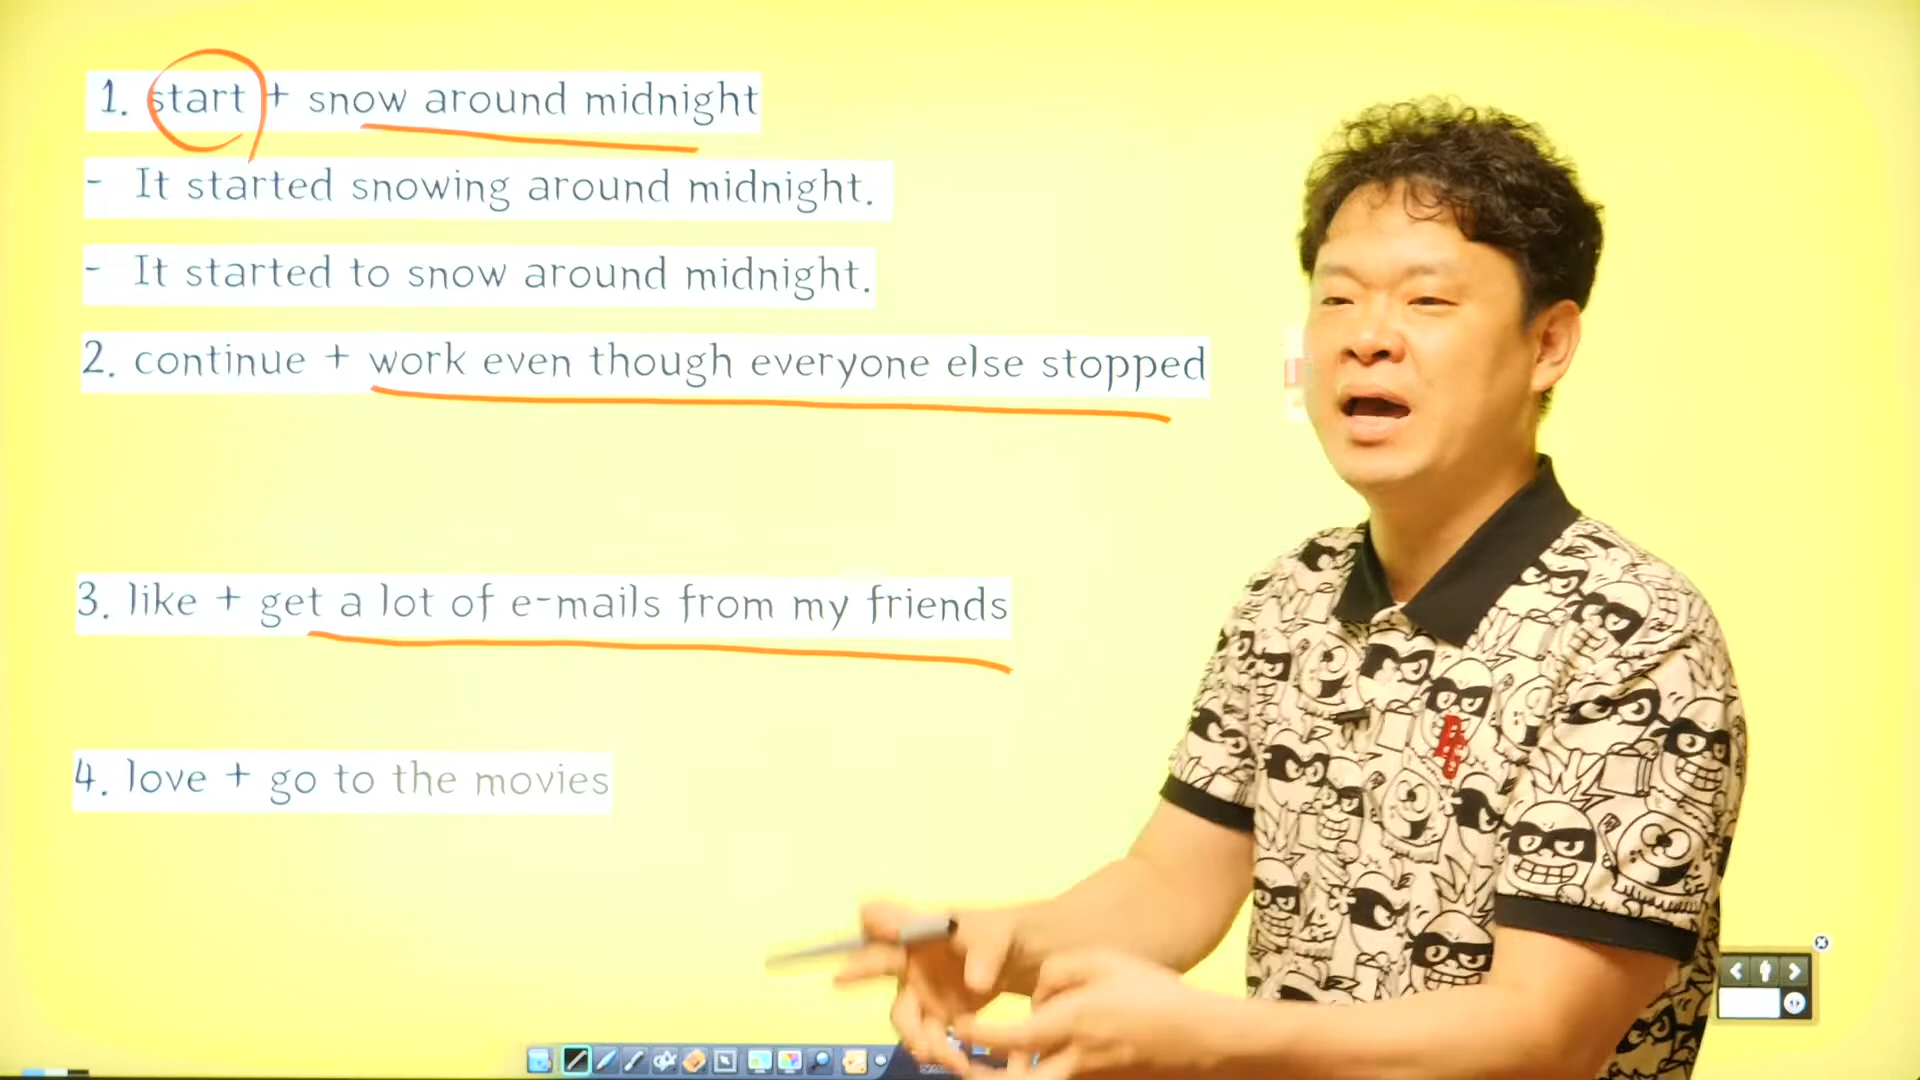 1. start + snow around midnight
- It started snowing around midnight.
- It started to snow around midnight.
2. continue + work even though everyone else stopped
3. like + get a lot of e-mails from my friends
4. love + go to the movies